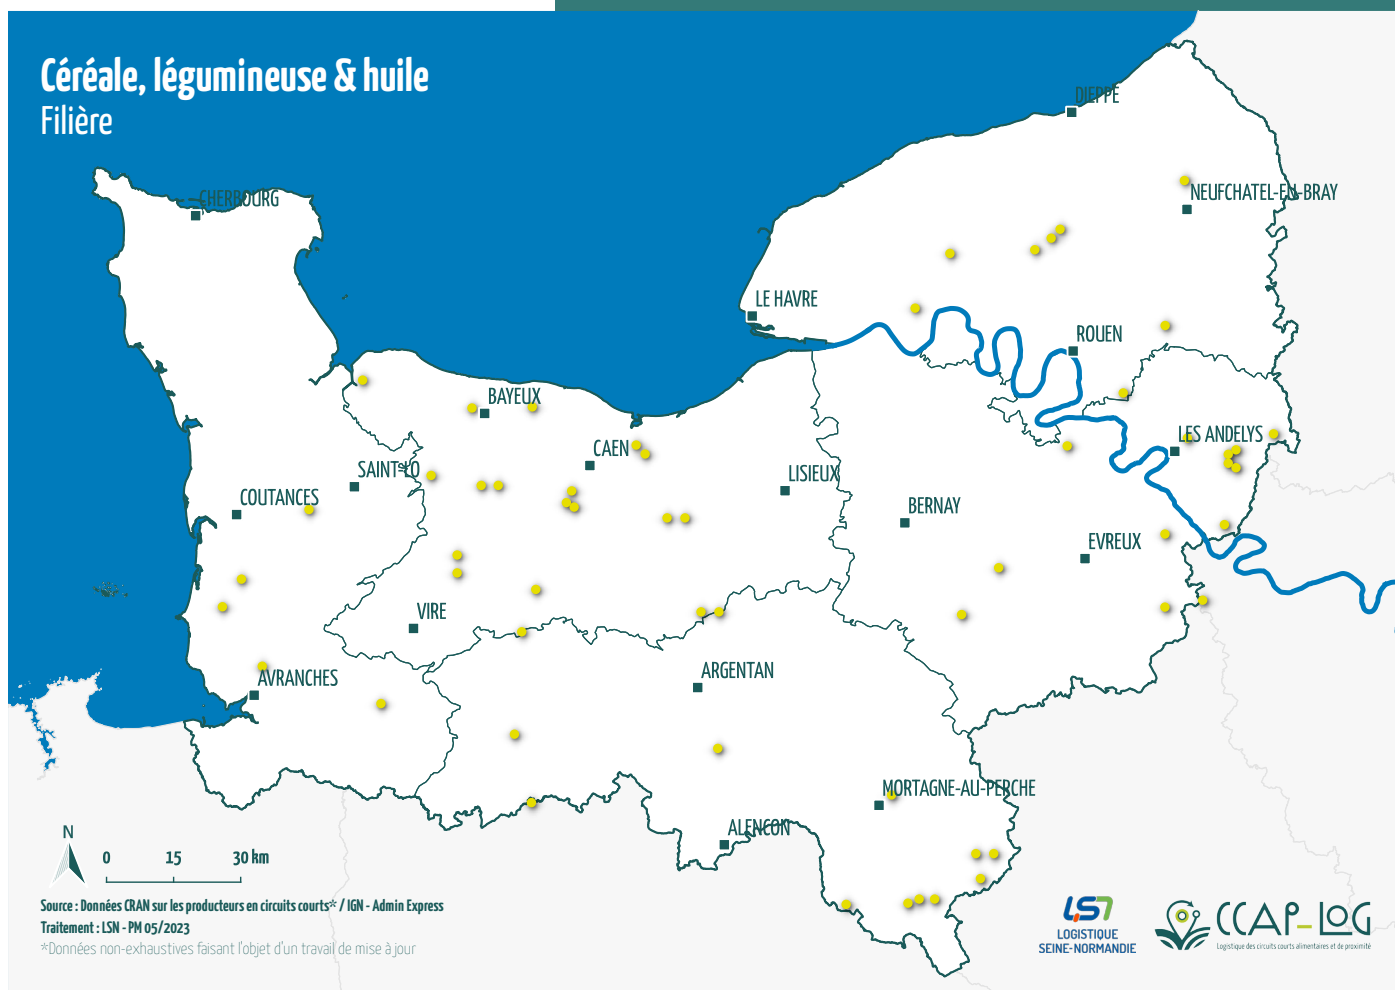 Céréale, légumineuse & huile
Filière
DIEPPE
NEUFCHATEL-EN-BRAY
CHERBOURG
LE HAVRE
ROUEN
BAYEUX
CAEN
LES ANDELYS
SAINT-LO
LISIEUX
COUTANCES
BERNAY
EVREUX
VIRE
ARGENTAN
AVRANCHES
MORTAGNE-AU-PERCHE
ALENCON
N
0 15 30 km
Source : Données CRAN sur les producteurs en circuits courts* / IGN - Admin Express
Traitement : LSN - PM 05/2023
*Données non-exhaustives faisant l'objet d'un travail de mise à jour
LSN
LOGISTIQUE
SEINE-NORMANDIE
CCAP-LOG
Logistique des circuits courts alimentaires et de proximité